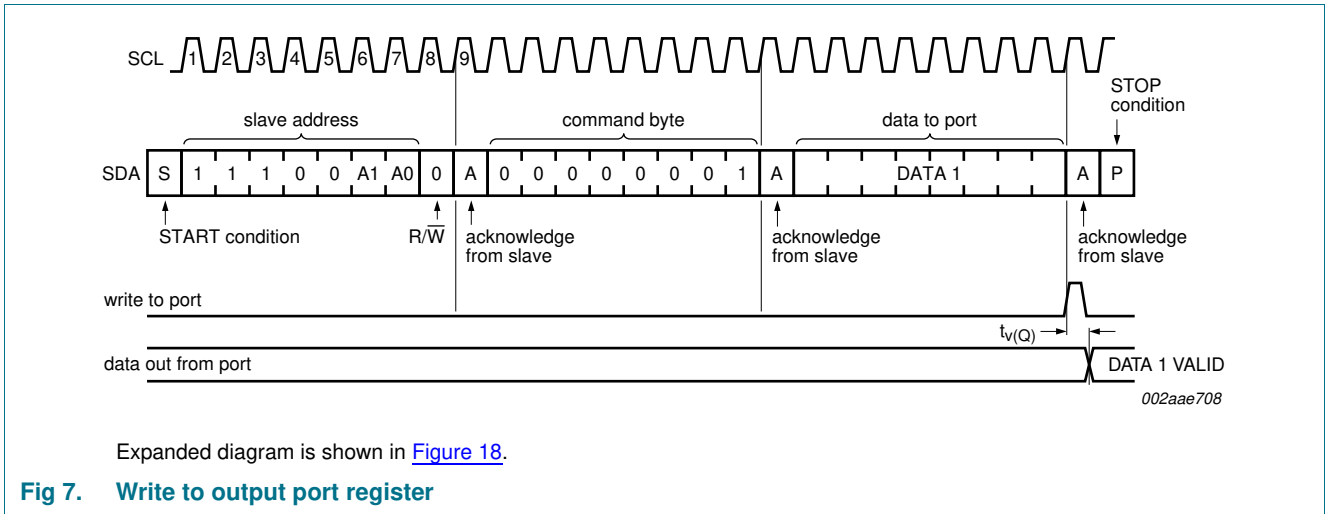 SCL 1 2 3 4 5 6 7 8 9
STOP condition
slave address command byte data to port
SDA S 1 1 1 0 0 A1 A0 0 A 0 0 0 0 0 0 0 1 A DATA 1 A P
START condition R/W̅ acknowledge from slave acknowledge from slave acknowledge from slave
write to port
tv(Q)
data out from port DATA 1 VALID
002aae708
Expanded diagram is shown in Figure 18.
Fig 7. Write to output port register